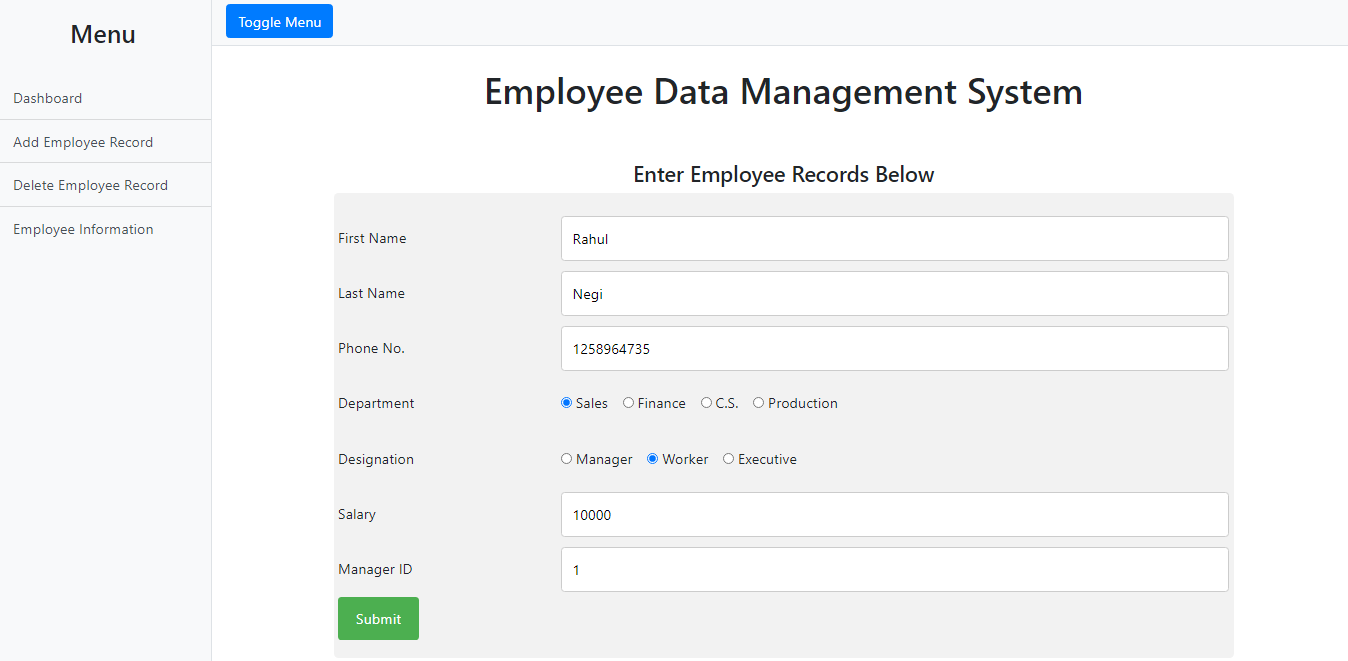 Menu
Dashboard
Add Employee Record
Delete Employee Record
Employee Information
Toggle Menu
Employee Data Management System
Enter Employee Records Below
First Name Rahul
Last Name Negi
Phone No. 1258964735
Department Sales Finance C.S. Production
Designation Manager Worker Executive
Salary 10000
Manager ID 1
Submit